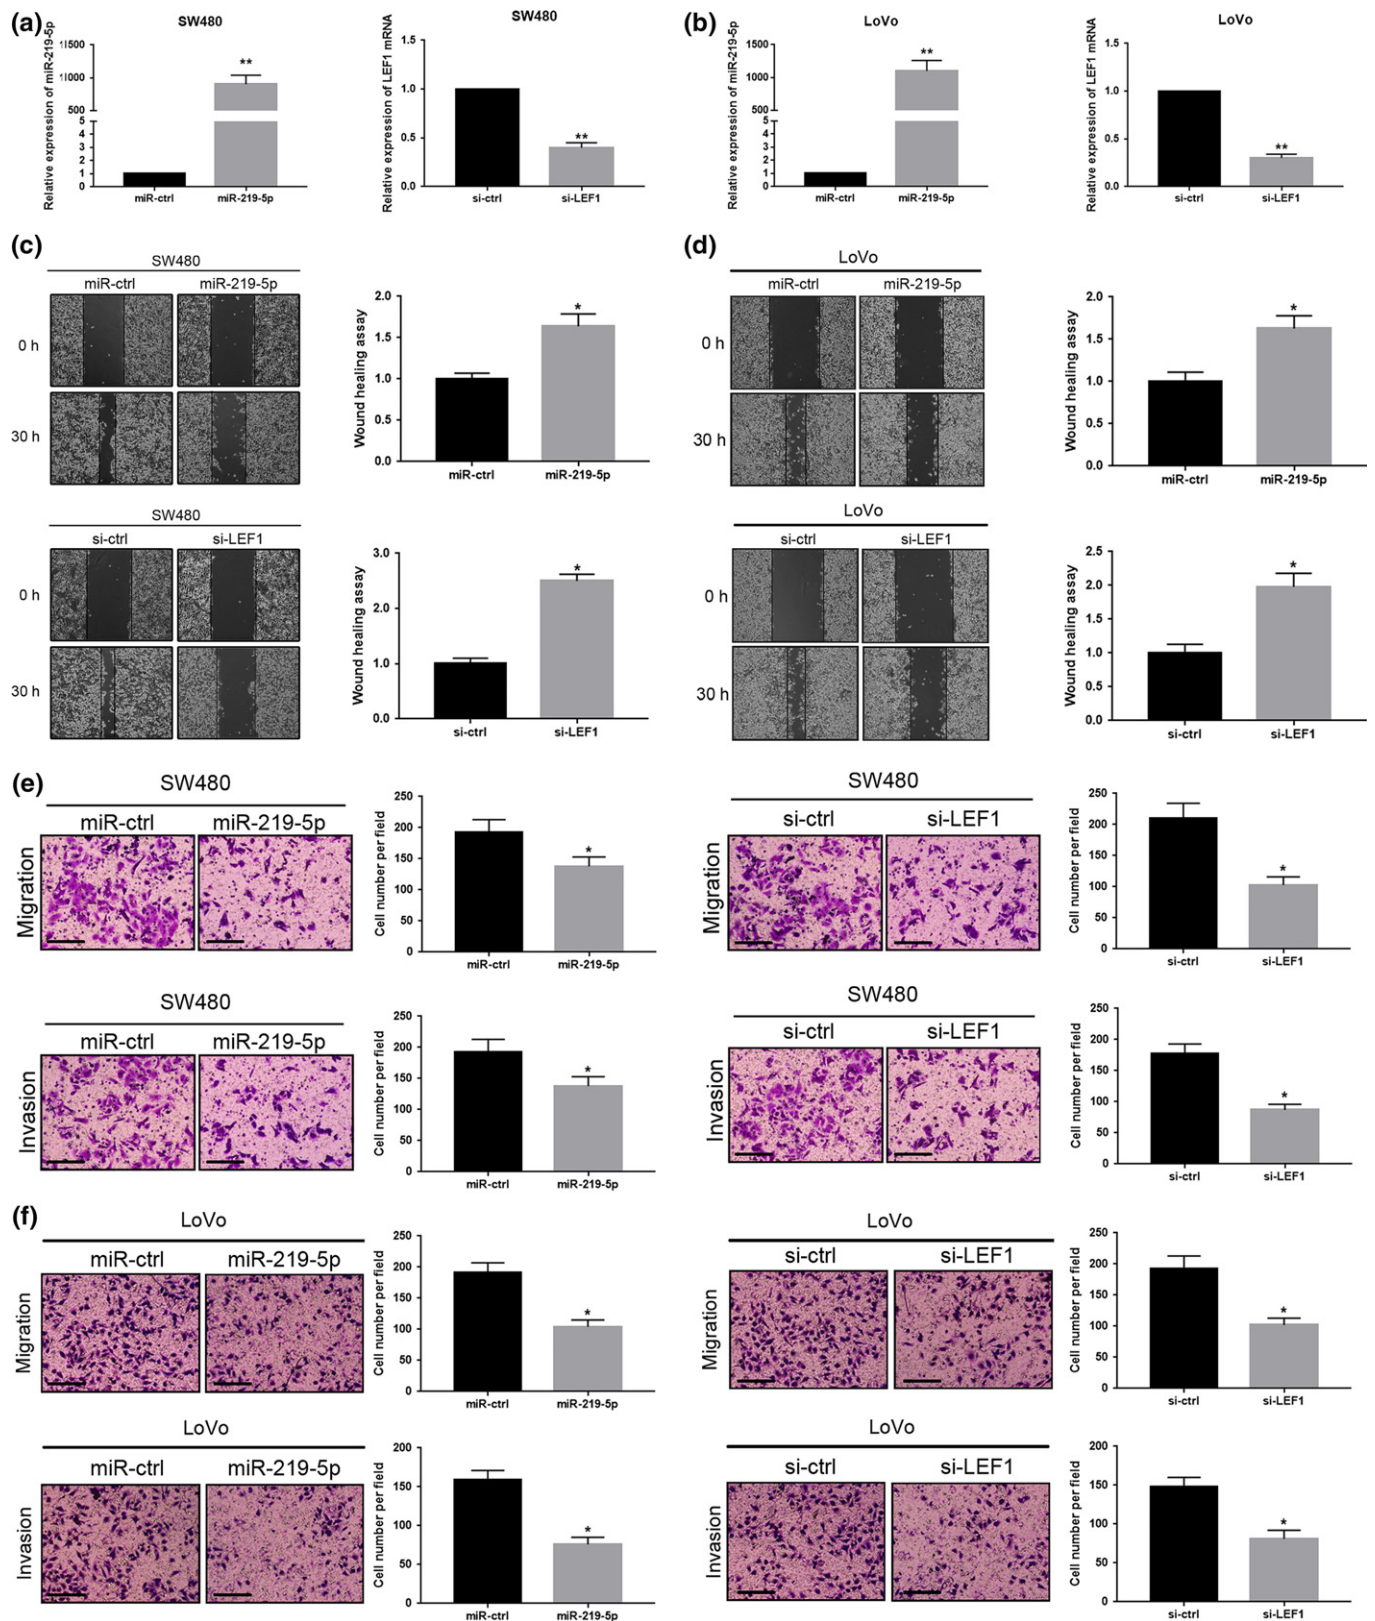 (a)
SW480
Relative expression of miR-219-5p
11500
1000
500
5
4
3
2
1
0
**
miR-ctrl miR-219-5p
SW480
Relative expression of LEF1 mRNA
1.5
1.0
0.5
0.0
**
si-ctrl si-LEF1
(b)
LoVo
Relative expression of miR-219-5p
1500
1000
500
5
4
3
2
1
0
**
miR-ctrl miR-219-5p
LoVo
Relative expression of LEF1 mRNA
1.5
1.0
0.5
0.0
**
si-ctrl si-LEF1
(c)
SW480
miR-ctrl miR-219-5p
0 h
30 h
Wound healing assay
2.0
1.5
1.0
0.5
0.0
*
miR-ctrl miR-219-5p
SW480
si-ctrl si-LEF1
0 h
30 h
Wound healing assay
3.0
2.0
1.0
0.0
*
si-ctrl si-LEF1
(d)
LoVo
miR-ctrl miR-219-5p
0 h
30 h
Wound healing assay
2.0
1.5
1.0
0.5
0.0
*
miR-ctrl miR-219-5p
LoVo
si-ctrl si-LEF1
0 h
30 h
Wound healing assay
2.5
2.0
1.5
1.0
0.5
0.0
*
si-ctrl si-LEF1
(e)
SW480
miR-ctrl miR-219-5p
Migration
Cell number per field
250
200
150
100
50
0
*
miR-ctrl miR-219-5p
SW480
si-ctrl si-LEF1
Migration
Cell number per field
250
200
150
100
50
0
*
si-ctrl si-LEF1
SW480
miR-ctrl miR-219-5p
Invasion
Cell number per field
250
200
150
100
50
0
*
miR-ctrl miR-219-5p
SW480
si-ctrl si-LEF1
Invasion
Cell number per field
250
200
150
100
50
0
*
si-ctrl si-LEF1
(f)
LoVo
miR-ctrl miR-219-5p
Migration
Cell number per field
250
200
150
100
50
0
*
miR-ctrl miR-219-5p
LoVo
si-ctrl si-LEF1
Migration
Cell number per field
250
200
150
100
50
0
*
si-ctrl si-LEF1
LoVo
miR-ctrl miR-219-5p
Invasion
Cell number per field
200
150
100
50
0
*
miR-ctrl miR-219-5p
LoVo
si-ctrl si-LEF1
Invasion
Cell number per field
200
150
100
50
0
*
si-ctrl si-LEF1